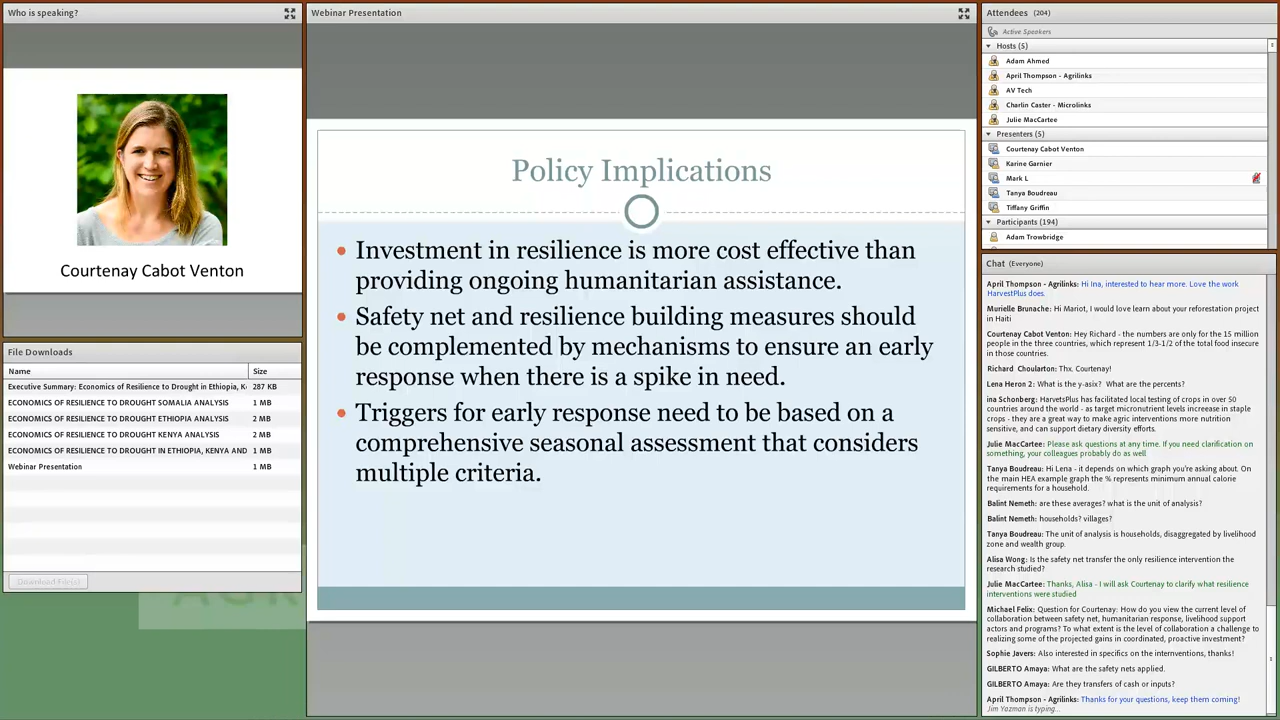 Who is speaking?
Courtenay Cabot Venton
File Downloads
Name Size
Executive Summary: Economics of Resilience to Drought in Ethiopia, K 287 KB
ECONOMICS OF RESILIENCE TO DROUGHT SOMALIA ANALYSIS 1 MB
ECONOMICS OF RESILIENCE TO DROUGHT ETHIOPIA ANALYSIS 2 MB
ECONOMICS OF RESILIENCE TO DROUGHT KENYA ANALYSIS 2 MB
ECONOMICS OF RESILIENCE TO DROUGHT IN ETHIOPIA, KENYA AND 1 MB
Webinar Presentation 1 MB
Download File(s)
Webinar Presentation
Policy Implications
• Investment in resilience is more cost effective than
providing ongoing humanitarian assistance.
• Safety net and resilience building measures should
be complemented by mechanisms to ensure an early
response when there is a spike in need.
• Triggers for early response need to be based on a
comprehensive seasonal assessment that considers
multiple criteria.
Attendees (204)
Active Speakers
Hosts (5)
Adam Ahmed
April Thompson - Agrilinks
AV Tech
Charlin Caster - Microlinks
Julie MacCartee
Presenters (5)
Courtenay Cabot Venton
Karine Garnier
Mark L
Tanya Boudreau
Tiffany Griffin
Participants (194)
Adam Trowbridge
Chat (Everyone)
April Thompson - Agrilinks: Hi Ina, interested to hear more. Love the work
HarvestPlus does.
Murielle Brunache: Hi Mariot, I would love learn about your reforestation project
in Haiti
Courtenay Cabot Venton: Hey Richard - the numbers are only for the 15 million
people in the three countries, which represent 1/3-1/2 of the total food insecure
in those countries.
Richard Choularton: Thx. Courtenay!
Lena Heron 2: What is the y-asix? What are the percents?
ina Schonberg: HarvetsPlus has facilitated local testing of crops in over 50
countries around the world - as target micronutrient levels increase in staple
crops - they are a great way to make agric interventions more nutrition
sensitive, and can support dietary diversity efforts.
Julie MacCartee: Please ask questions at any time. If you need clarification on
something, your colleagues probably do as well
Tanya Boudreau: Hi Lena - it depends on which graph you're asking about. On
the main HEA example graph the % represents minimum annual calorie
requirements for a household.
Balint Nemeth: are these averages? what is the unit of analysis?
Balint Nemeth: households? villages?
Tanya Boudreau: The unit of analysis is households, disaggregated by livelihood
zone and wealth group.
Alisa Wong: Is the safety net transfer the only resilience intervention the
research studied?
Julie MacCartee: Thanks, Alisa - I will ask Courtenay to clarify what resilience
interventions were studied
Michael Felix: Question for Courtenay: How do you view the current level of
collaboration between safety net, humanitarian response, livelihood support
actors and programs? To what extent is the level of collaboration a challenge to
realizing some of the projected gains in coordinated, proactive investment?
Sophie Javers: Also interested in specifics on the internventions, thanks!
GILBERTO Amaya: What are the safety nets applied.
GILBERTO Amaya: Are they transfers of cash or inputs?
April Thompson - Agrilinks: Thanks for your questions, keep them coming!
Jim Yazman is typing...